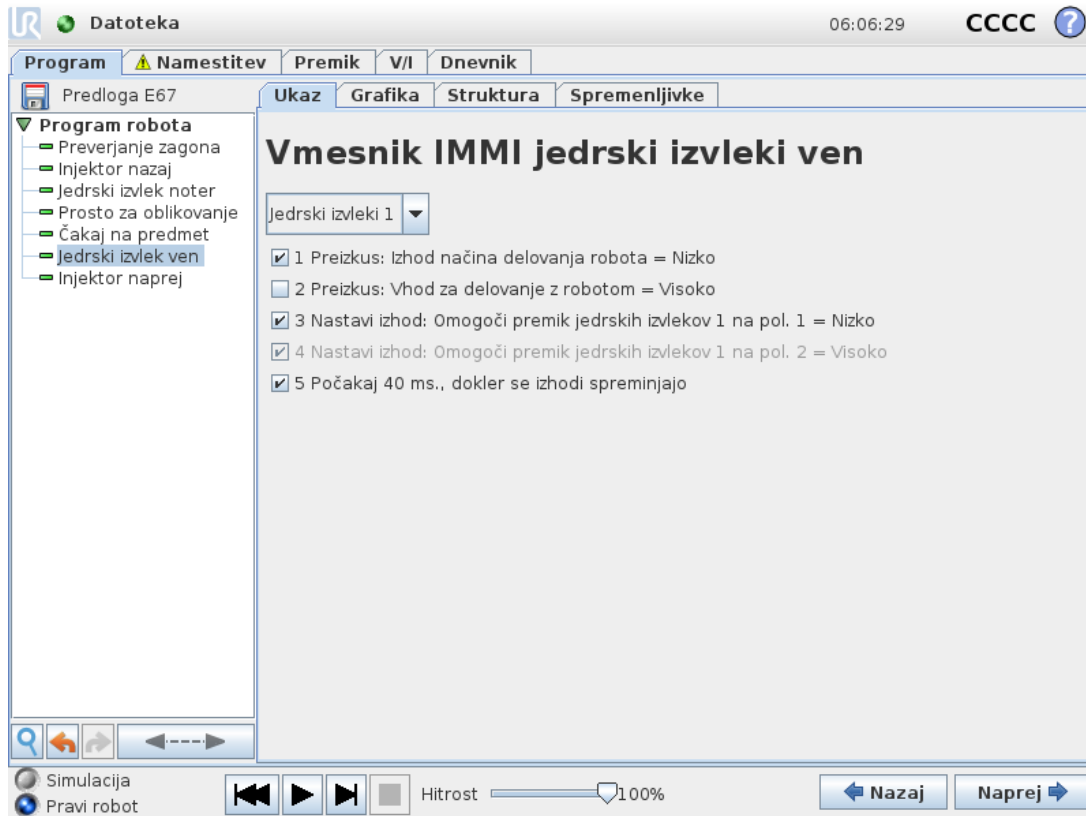 UR Datoteka 06:06:29 CCCC ?
Program Namestitev Premik V/I Dnevnik
Predloga E67
Ukaz Grafika Struktura Spremenljivke
Program robota
Preverjanje zagona
Injektor nazaj
Jedrski izvlek noter
Prosto za oblikovanje
Čakaj na predmet
Jedrski izvlek ven
Injektor naprej
Vmesnik IMMI jedrski izvleki ven
Jedrski izvleki 1
1 Preizkus: Izhod načina delovanja robota = Nizko
2 Preizkus: Vhod za delovanje z robotom = Visoko
3 Nastavi izhod: Omogoči premik jedrskih izvlekov 1 na pol. 1 = Nizko
4 Nastavi izhod: Omogoči premik jedrskih izvlekov 1 na pol. 2 = Visoko
5 Počakaj 40 ms., dokler se izhodi spreminjajo
Simulacija
Pravi robot
Hitrost 100%
Nazaj
Naprej